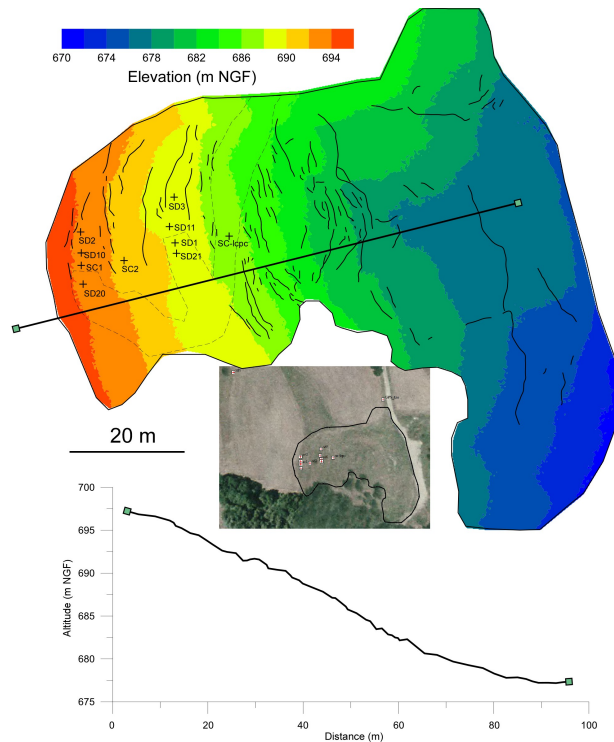 670 674 678 682 686 690 694
Elevation (m NGF)
SD3
SD11
SD2
SD1
SC-lcpc
SD10
SD21
SC1
SC2
SD20
20 m
700
695
690
685
680
675
Altitude (m NGF)
0 20 40 60 80 100
Distance (m)